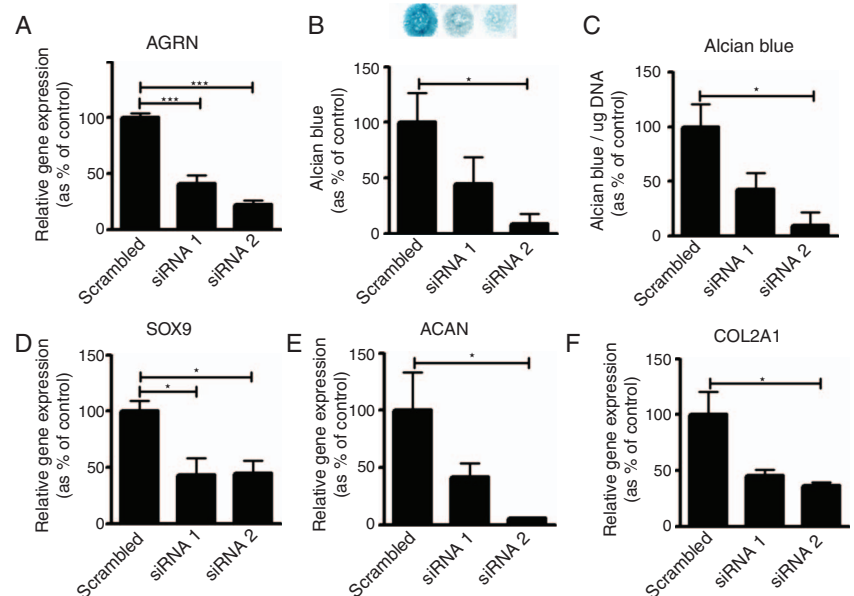 A
AGRN
Relative gene expression
(as % of control)
100
50
0
***
***
Scrambled
siRNA 1
siRNA 2
B
Alcian blue
(as % of control)
150
100
50
0
*
Scrambled
siRNA 1
siRNA 2
C
Alcian blue
Alcian blue / ug DNA
(as % of control)
150
100
50
0
*
Scrambled
siRNA 1
siRNA 2
D
SOX9
Relative gene expression
(as % of control)
150
100
50
0
*
*
Scrambled
siRNA 1
siRNA 2
E
ACAN
Relative gene expression
(as % of control)
150
100
50
0
*
Scrambled
siRNA 1
siRNA 2
F
COL2A1
Relative gene expression
(as % of control)
150
100
50
0
*
Scrambled
siRNA 1
siRNA 2